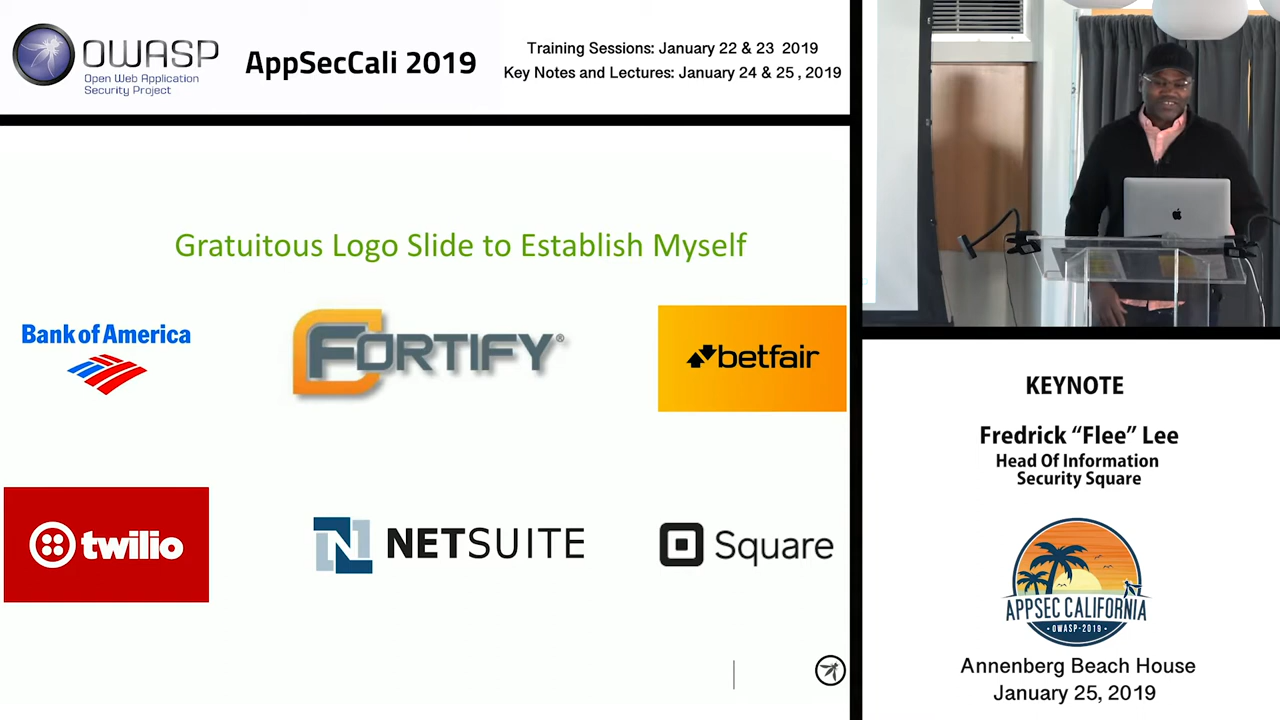 OWASP
Open Web Application
Security Project
AppSecCali 2019
Training Sessions: January 22 & 23 2019
Key Notes and Lectures: January 24 & 25 , 2019
Gratuitous Logo Slide to Establish Myself
Bank of America
FORTIFY®
betfair
twilio
NETSUITE
Square
KEYNOTE
Fredrick “Flee” Lee
Head Of Information
Security Square
APPSEC CALIFORNIA
• OWASP-2019 •
Annenberg Beach House
January 25, 2019